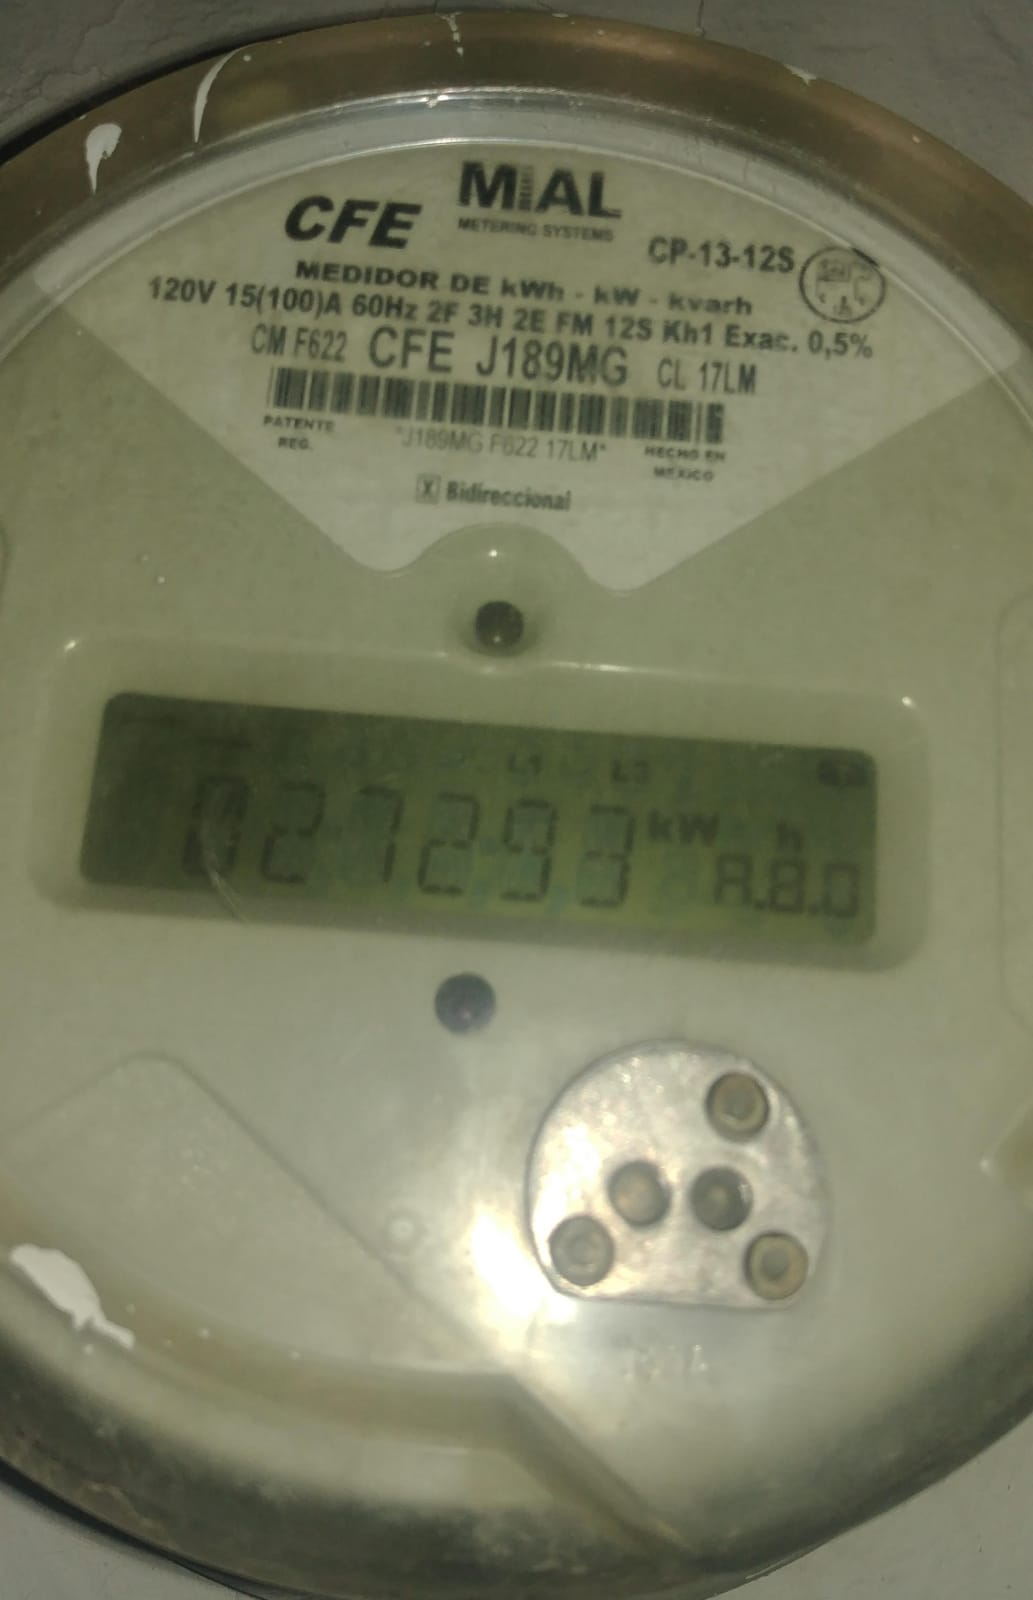 MIAL
CFE METERING SYSTEMS CP-13-12S
MEDIDOR DE kWh - kW - kvarh
120V 15(100)A 60Hz 2F 3H 2E FM 12S Kh1 Exac. 0,5%
CM F622 CFE J189MG CL 17LM
PATENTE REG. *J189MG F622 17LM* HECHO EN MEXICO
X Bidireccional
L1 L3
027293 kW h A.B.0